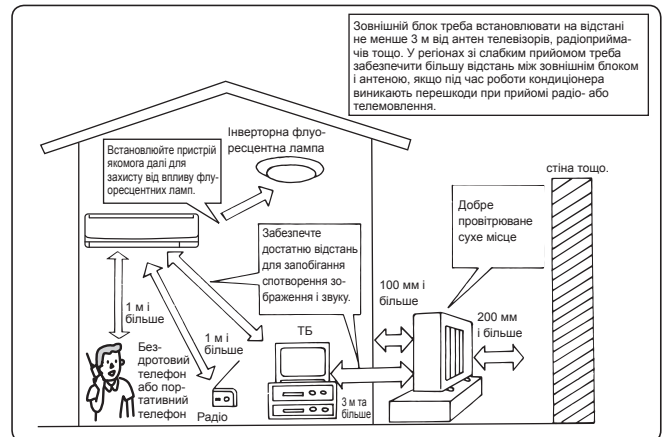 Зовнішній блок треба встановлювати на відстані
не менше 3 м від антен телевізорів, радіоприйма-
чів тощо. У регіонах зі слабким прийомом треба
забезпечити більшу відстань між зовнішнім блоком
і антеною, якщо під час роботи кондиціонера
виникають перешкоди при прийомі радіо- або
телемовлення.
Інверторна флуо-
ресцентна лампа
Встановлюйте пристрій
якомога далі для
захисту від впливу флу-
оресцентних ламп.
стіна тощо.
Добре
провітрюване
сухе місце
Забезпечте
достатню відстань
для запобігання
спотворення зо-
браження і звуку.
100 мм і
більше
200 мм
і більше
1 м і
більше
1 м і
більше
ТБ
Без-
дротовий
телефон
або пор-
тативний
телефон
Радіо
3 м та
більше